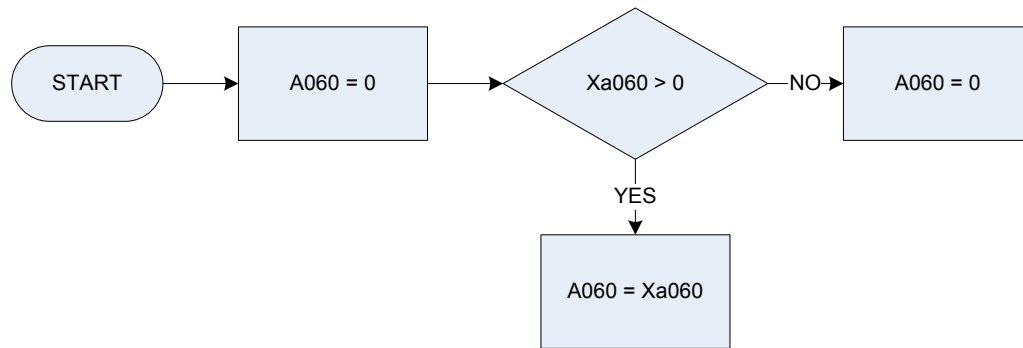 START
A060 = 0
Xa060 > 0
NO
A060 = 0
YES
A060 = Xa060